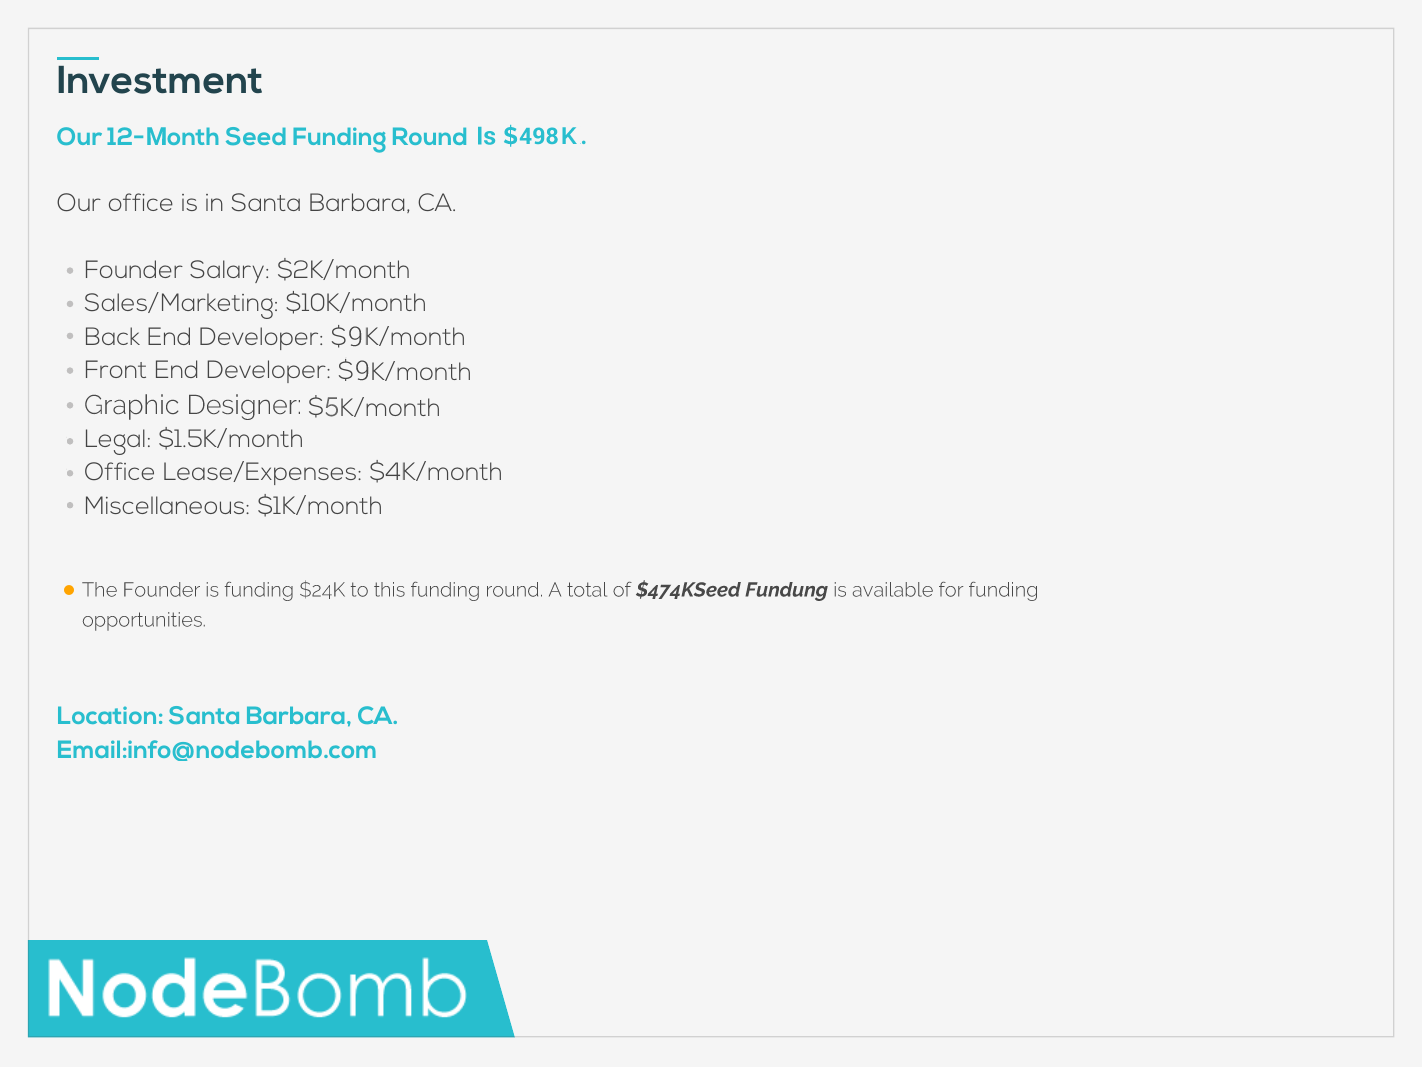 Investment
Our 12-Month Seed Funding Round Is $498K.
Our office is in Santa Barbara, CA.
• Founder Salary: $2K/month
• Sales/Marketing: $10K/month
• Back End Developer: $9K/month
• Front End Developer: $9K/month
• Graphic Designer: $5K/month
• Legal: $1.5K/month
• Office Lease/Expenses: $4K/month
• Miscellaneous: $1K/month
• The Founder is funding $24K to this funding round. A total of $474KSeed Fundung is available for funding
opportunities.
Location: Santa Barbara, CA.
Email:info@nodebomb.com
NodeBomb